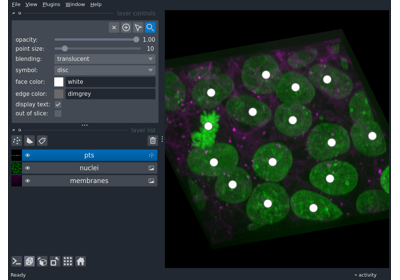 File View Plugins Window Help
layer controls
opacity: 1.00
point size: 10
blending: translucent
symbol: disc
face color: white
edge color: dimgrey
display text:
out of slice:
layer list
pts
nuclei
membranes
Ready activity